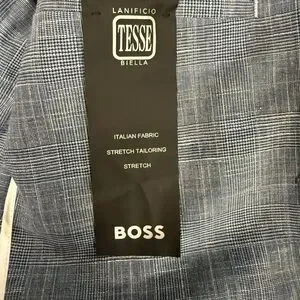 LANIFICIO
TESSE
BIELLA
ITALIAN FABRIC
STRETCH TAILORING
STRETCH
BOSS